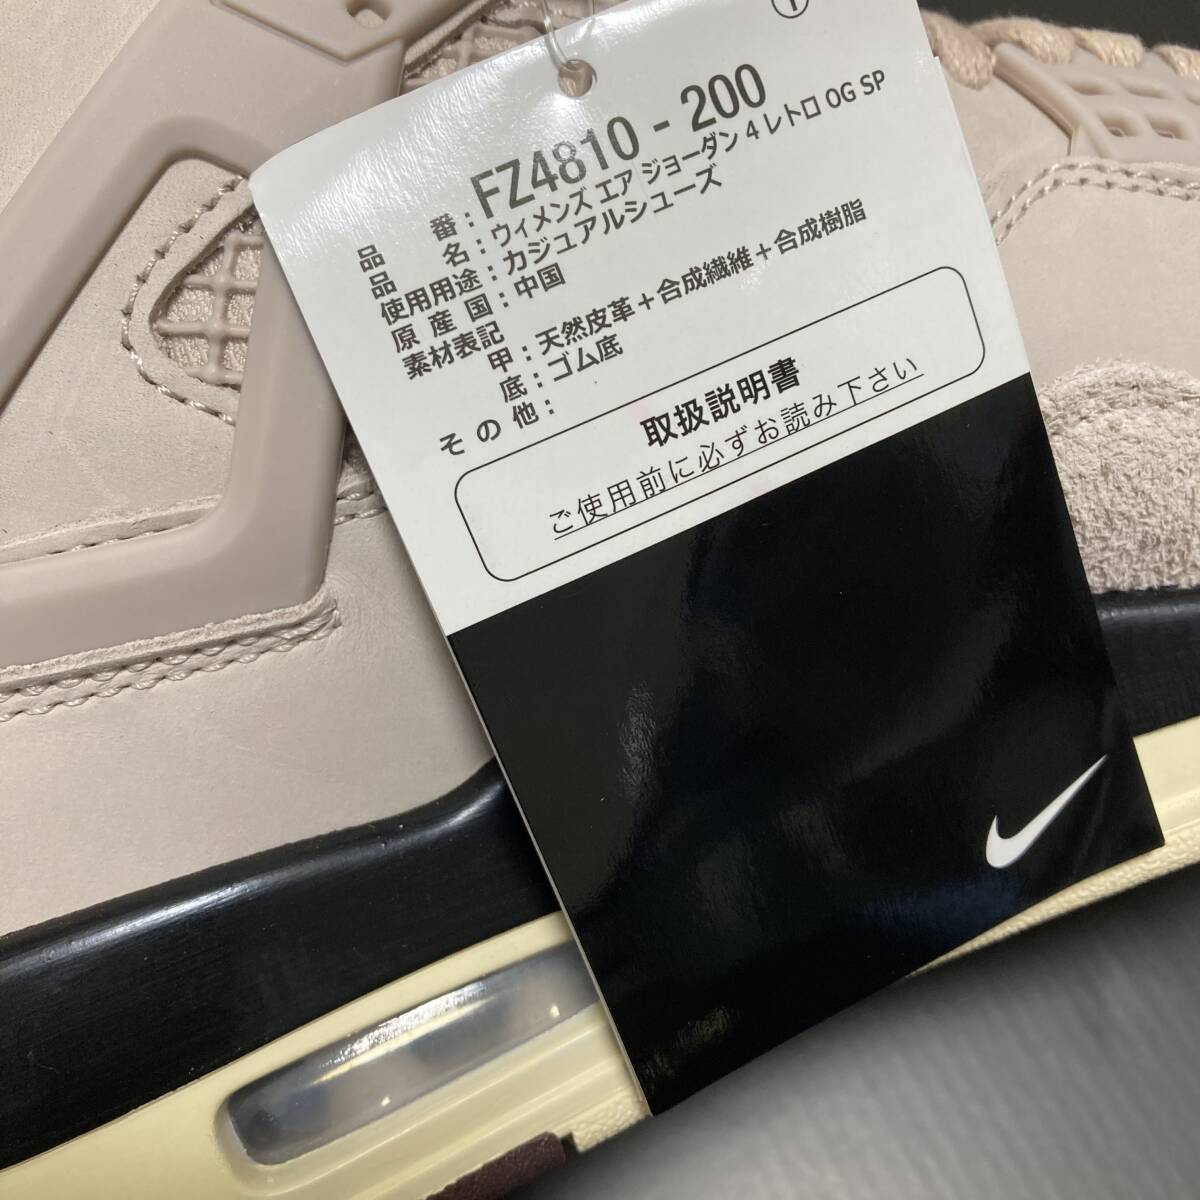 ①
品番：FZ4810 - 200
品名：ウィメンズ エア ジョーダン 4 レトロ OG SP
使用用途：カジュアルシューズ
原産国：中国
素材表記
甲：天然皮革＋合成繊維＋合成樹脂
底：ゴム底
その他：
取扱説明書
ご使用前に必ずお読み下さい